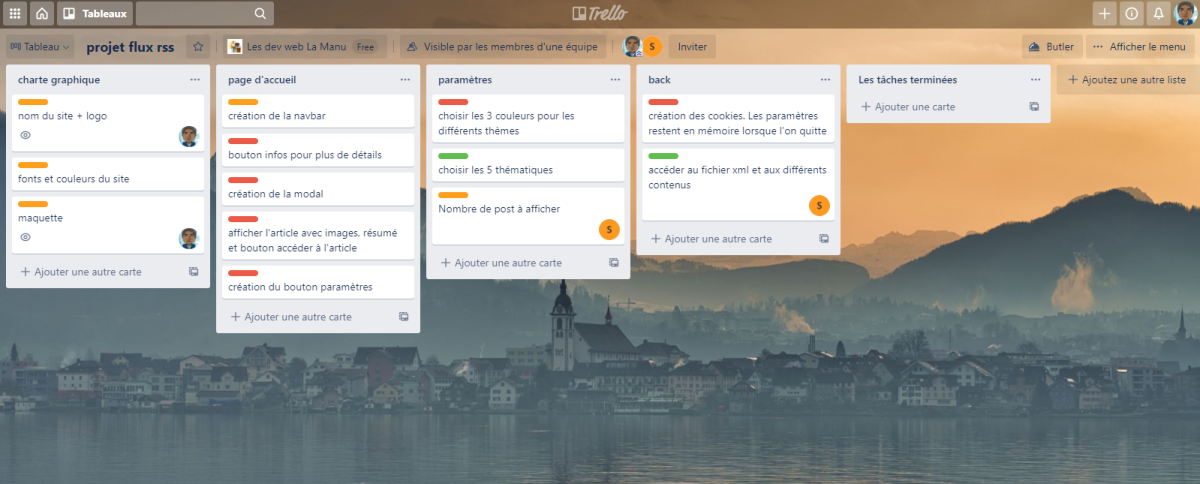 Tableaux
Trello
Tableau
projet flux rss
Les dev web La Manu
Free
Visible par les membres d'une équipe
S
Inviter
Butler
Afficher le menu
charte graphique
nom du site + logo
fonts et couleurs du site
maquette
Ajouter une autre carte
page d'accueil
création de la navbar
bouton infos pour plus de détails
création de la modal
afficher l'article avec images, résumé
et bouton accéder à l'article
création du bouton paramètres
Ajouter une autre carte
paramètres
choisir les 3 couleurs pour les
différents thèmes
choisir les 5 thématiques
Nombre de post à afficher
S
Ajouter une autre carte
back
création des cookies. Les paramètres
restent en mémoire lorsque l'on quitte
accéder au fichier xml et aux différents
contenus
S
Ajouter une autre carte
Les tâches terminées
Ajouter une carte
Ajoutez une autre liste